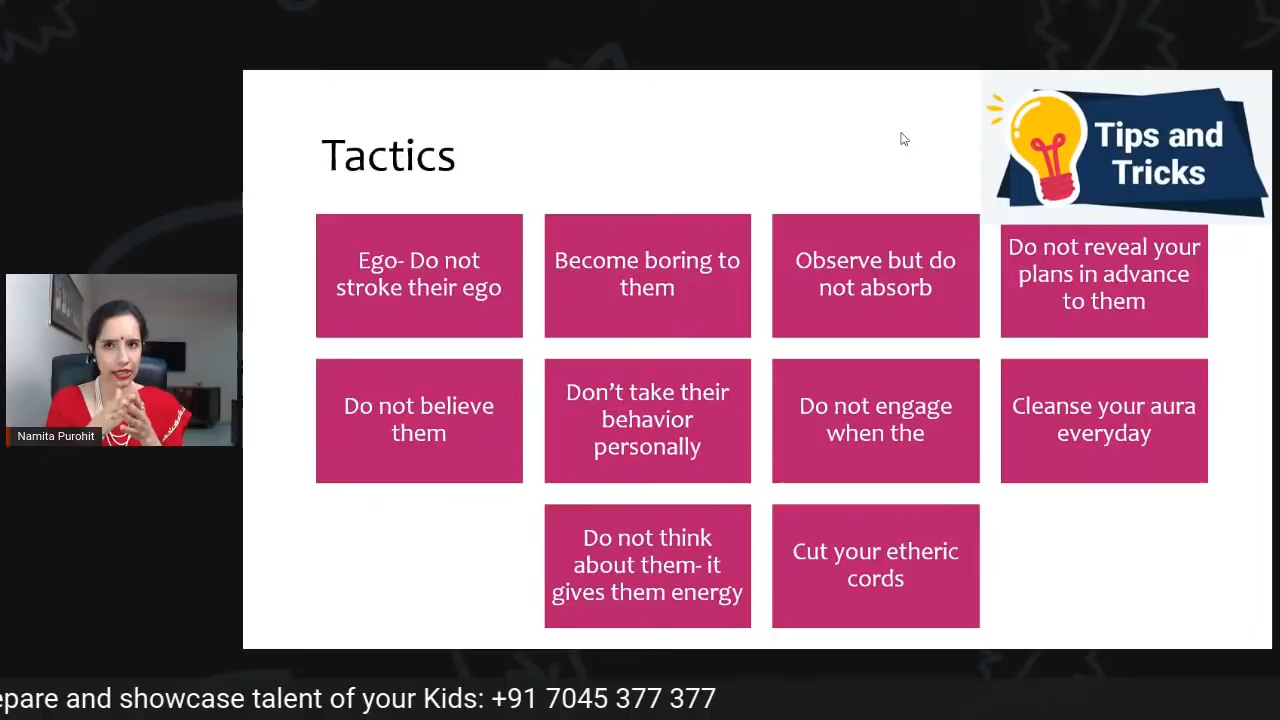 Tips and
Tricks
Tactics
Ego- Do not
stroke their ego
Become boring to
them
Observe but do
not absorb
Do not reveal your
plans in advance
to them
Do not believe
them
Don’t take their
behavior
personally
Do not engage
when the
Cleanse your aura
everyday
Do not think
about them- it
gives them energy
Cut your etheric
cords
Namita Purohit
epare and showcase talent of your Kids: +91 7045 377 377